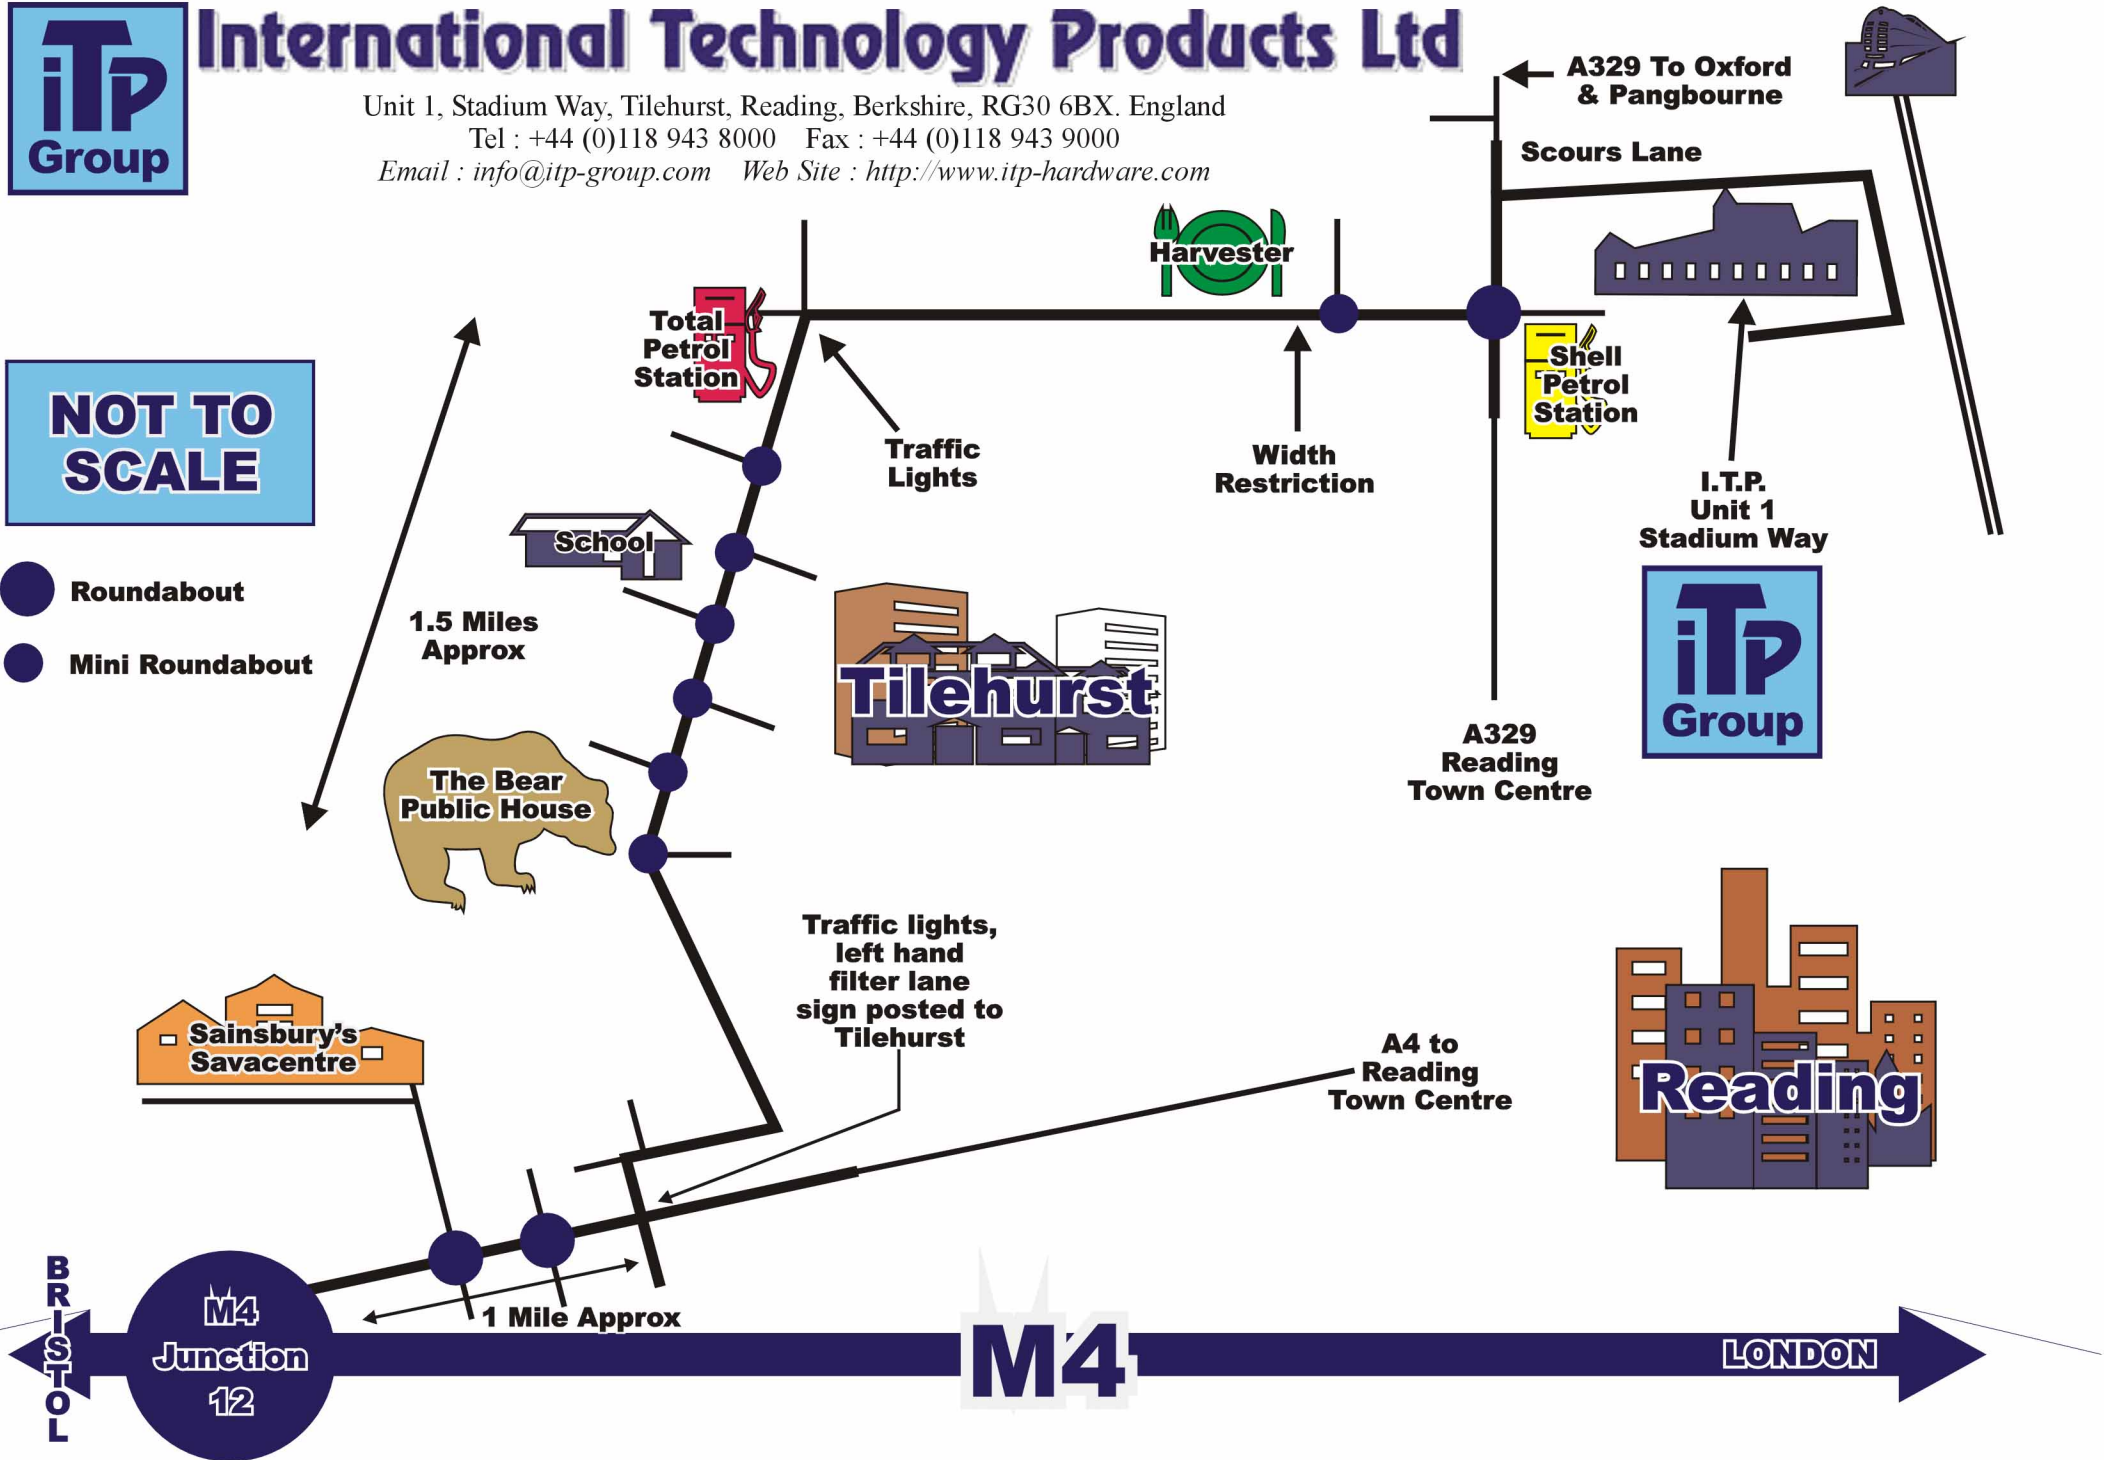 iTP
Group
International Technology Products Ltd
Unit 1, Stadium Way, Tilehurst, Reading, Berkshire, RG30 6BX. England
Tel : +44 (0)118 943 8000 Fax : +44 (0)118 943 9000
Email : info@itp-group.com Web Site : http://www.itp-hardware.com
A329 To Oxford
& Pangbourne
Scours Lane
Harvester
Total
Petrol
Station
Shell
Petrol
Station
NOT TO
SCALE
Traffic
Lights
Width
Restriction
I.T.P.
Unit 1
Stadium Way
School
Roundabout
Mini Roundabout
1.5 Miles
Approx
Tilehurst
iTP
Group
A329
Reading
Town Centre
The Bear
Public House
Traffic lights,
left hand
filter lane
sign posted to
Tilehurst
Sainsbury's
Savacentre
A4 to
Reading
Town Centre
Reading
BRISTOL
M4
Junction
12
1 Mile Approx
M4
LONDON